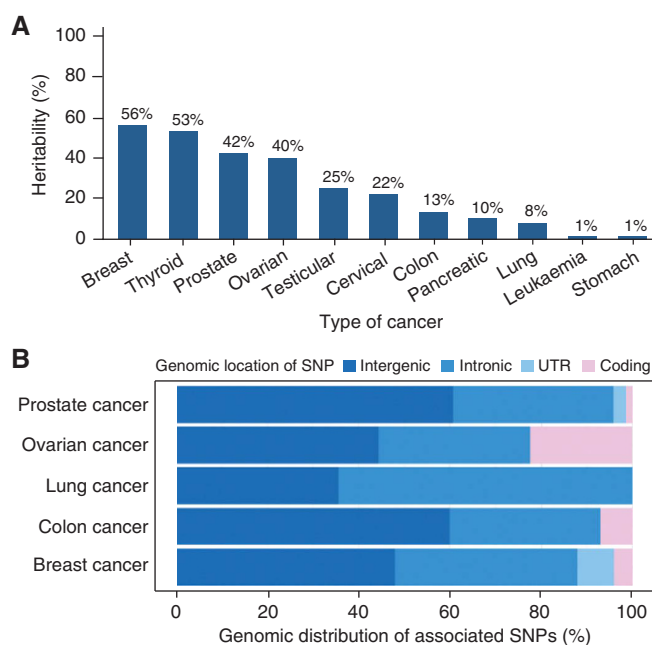 A
Heritability (%)
100
80
60
40
20
0
56%
53%
42%
40%
25%
22%
13%
10%
8%
1%
1%
Breast
Thyroid
Prostate
Ovarian
Testicular
Cervical
Colon
Pancreatic
Lung
Leukaemia
Stomach
Type of cancer
B
Genomic location of SNP Intergenic Intronic UTR Coding
Prostate cancer
Ovarian cancer
Lung cancer
Colon cancer
Breast cancer
0 20 40 60 80 100
Genomic distribution of associated SNPs (%)